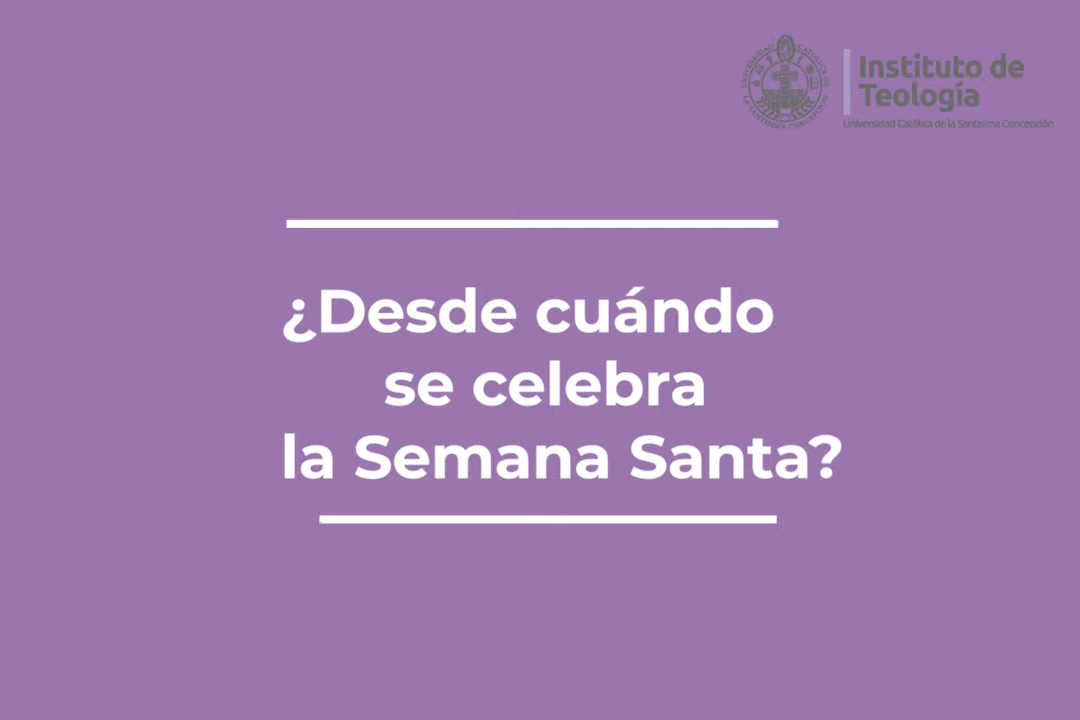 Instituto de
Teología
Universidad Católica de la Santísima Concepción
¿Desde cuándo
se celebra
la Semana Santa?